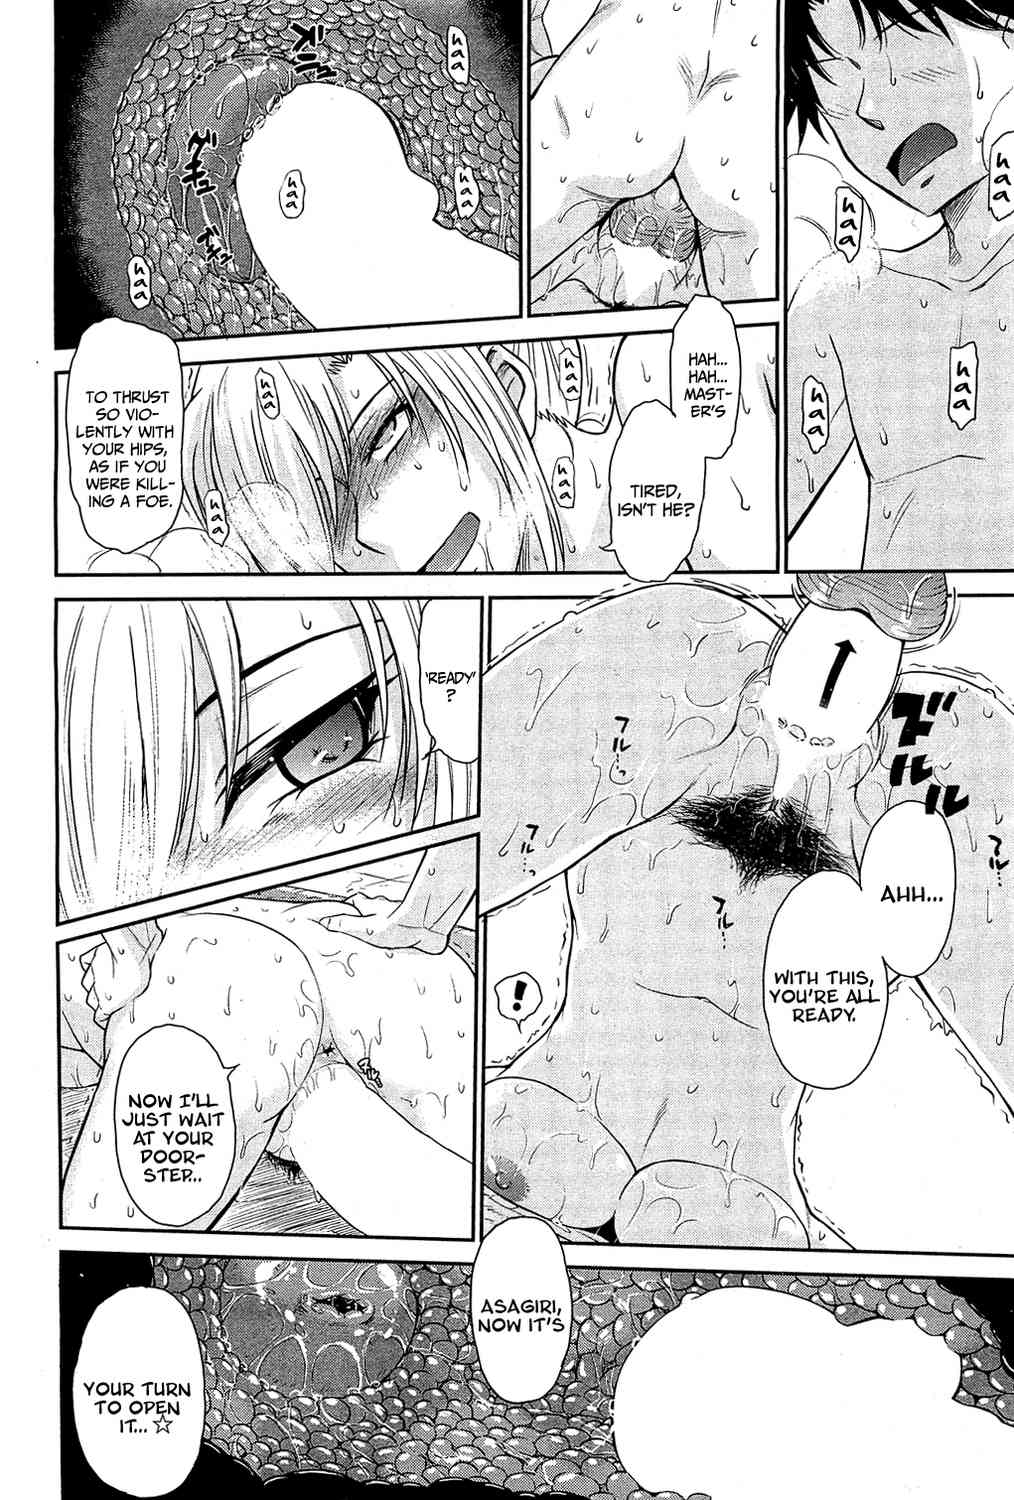 haa
haa
haa
haa
haa
haa
haa
haa
haa
HAH...
HAH...
MAST-
ER'S
TIRED,
ISN'T HE?
haa
haa
haa
TO THRUST
SO VIO-
LENTLY WITH
YOUR HIPS,
AS IF YOU
WERE KILL-
ING A FOE.
ズルル
AHH...
WITH THIS,
YOU'RE ALL
READY.
!
'READY'
?
NOW I'LL
JUST WAIT
AT YOUR
DOOR-
STEP...
ASAGIRI,
NOW IT'S
YOUR TURN
TO OPEN
IT... ☆